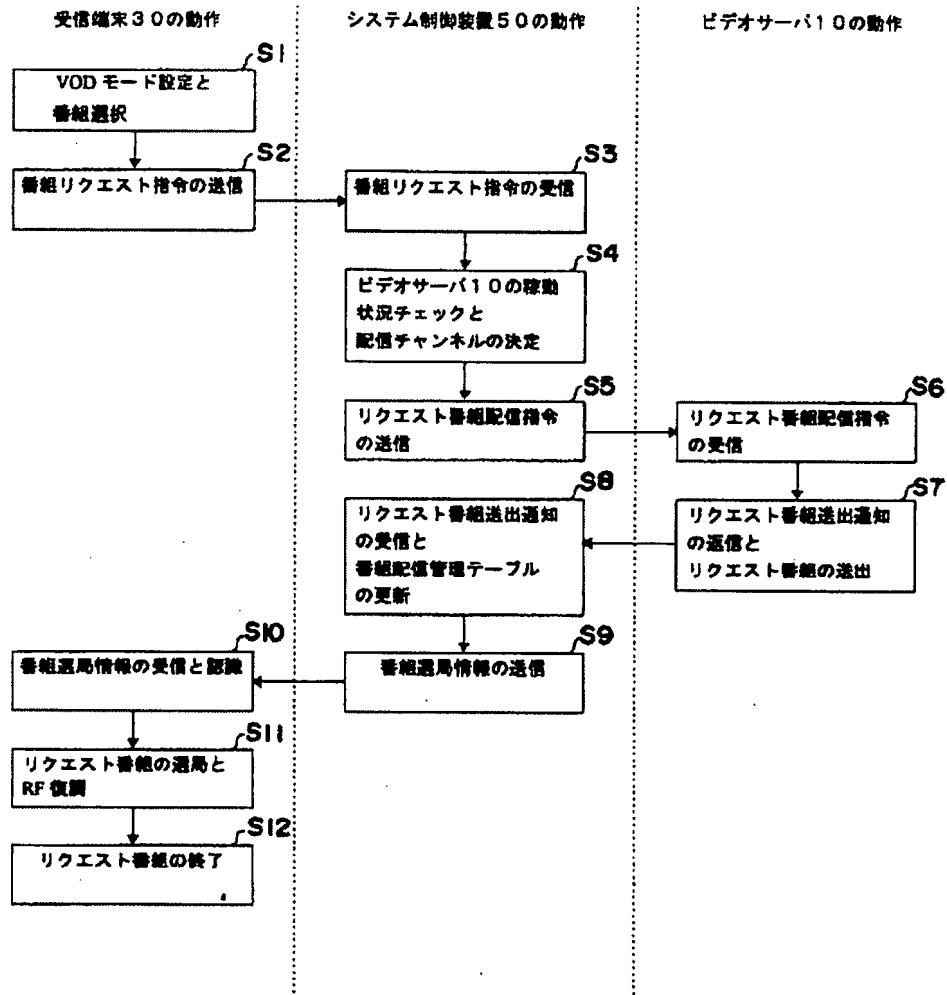 受信端末30の動作
システム制御装置50の動作
ビデオサーバ10の動作
S1
VOD モード設定と
番組選択
S2
番組リクエスト指令の送信
S3
番組リクエスト指令の受信
S4
ビデオサーバ10の稼動
状況チェックと
配信チャンネルの決定
S5
リクエスト番組配信指令
の送信
S6
リクエスト番組配信指令
の受信
S7
リクエスト番組送出通知
の返信と
リクエスト番組の送出
S8
リクエスト番組送出通知
の受信と
番組配信管理テーブル
の更新
S9
番組選局情報の送信
S10
番組選局情報の受信と認識
S11
リクエスト番組の選局と
RF 復調
S12
リクエスト番組の終了